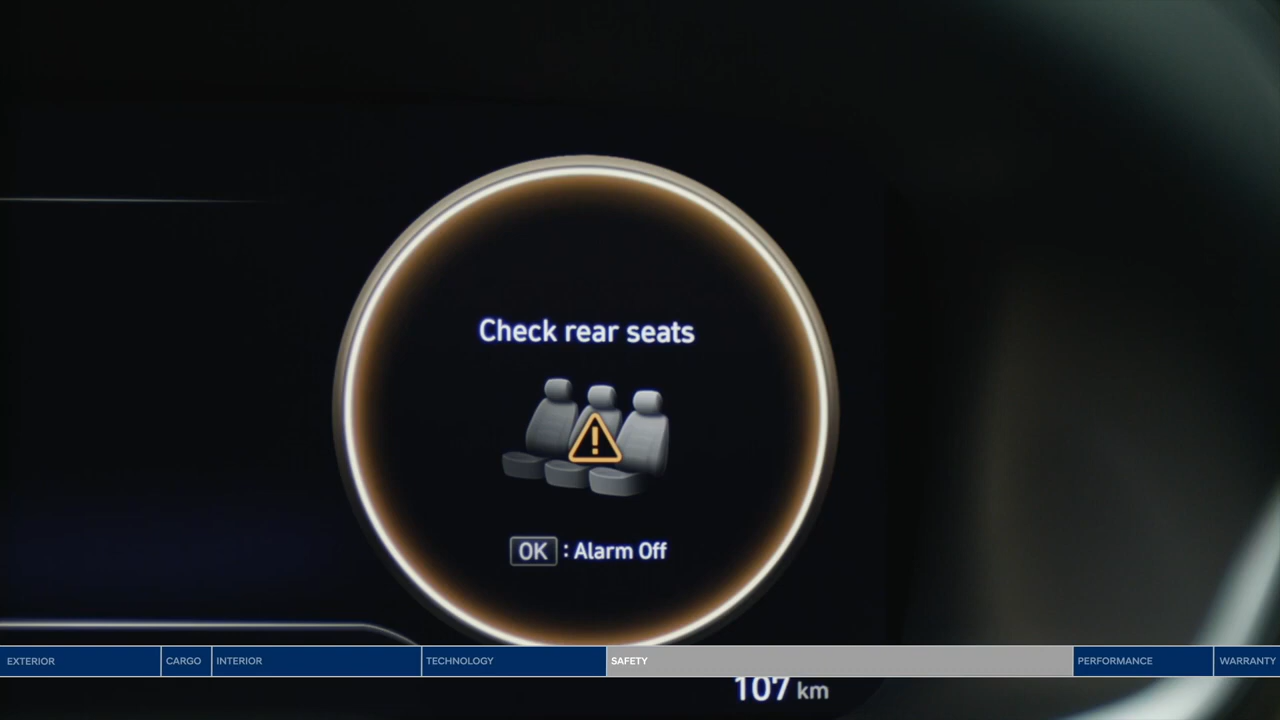 Check rear seats
OK : Alarm Off
EXTERIOR
CARGO
INTERIOR
TECHNOLOGY
SAFETY
PERFORMANCE
WARRANTY
107 km